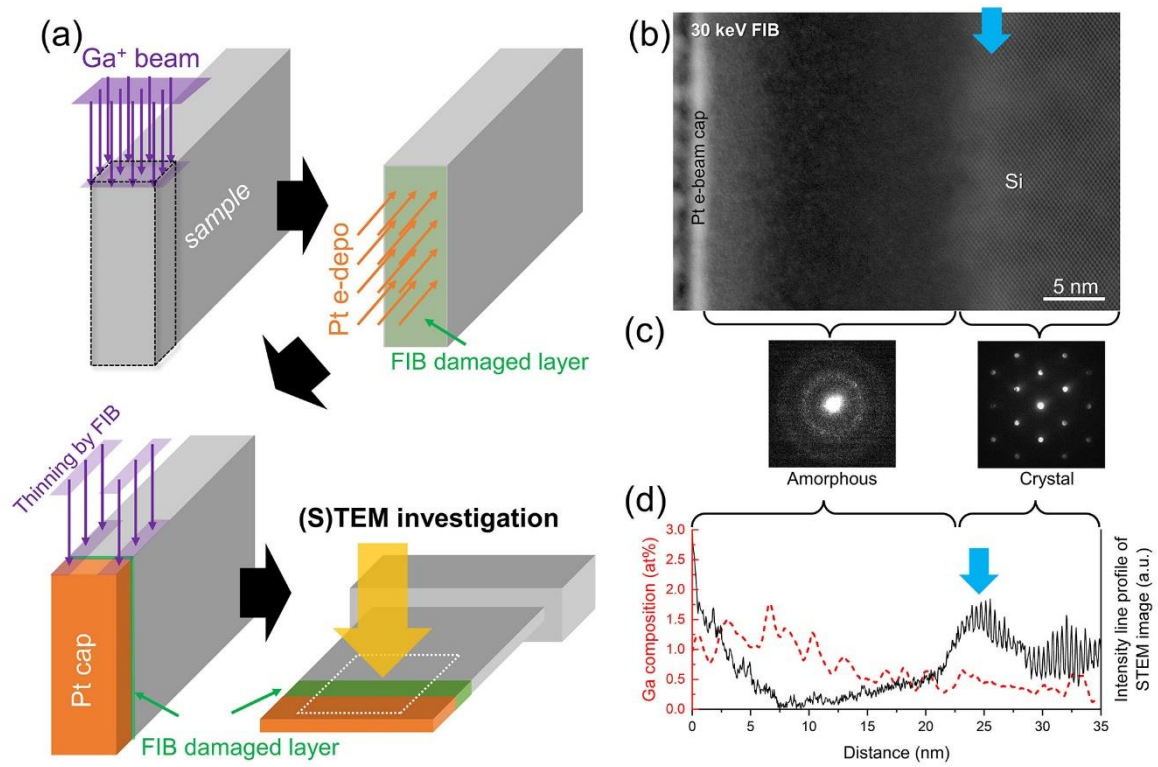 (a)
Ga⁺ beam
sample
Pt e-depo
FIB damaged layer
Thinning by FIB
Pt cap
FIB damaged layer
(S)TEM investigation
(b)
30 keV FIB
Pt e-beam cap
Si
5 nm
(c)
Amorphous
Crystal
(d)
Ga composition (at%)
3.0
2.5
2.0
1.5
1.0
0.5
0.0
0 5 10 15 20 25 30 35
Distance (nm)
Intensity line profile of
STEM image (a.u.)